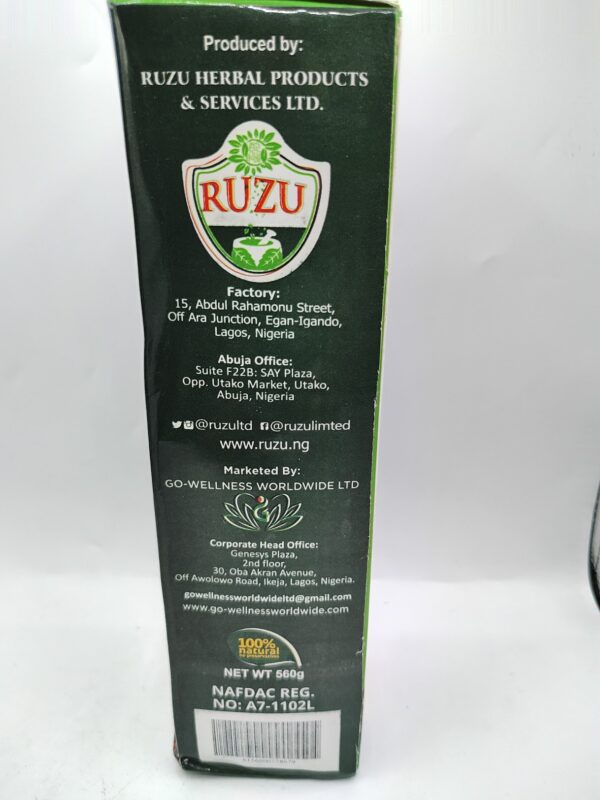 Produced by:
RUZU HERBAL PRODUCTS
& SERVICES LTD.
RUZU
Factory:
15, Abdul Rahamonu Street,
Off Ara Junction, Egan-Igando,
Lagos, Nigeria
Abuja Office:
Suite F22B: SAY Plaza,
Opp. Utako Market, Utako,
Abuja, Nigeria
@ruzultd @ruzulimted
www.ruzu.ng
Marketed By:
GO-WELLNESS WORLDWIDE LTD
Corporate Head Office:
Genesys Plaza,
2nd floor,
30, Oba Akran Avenue,
Off Awolowo Road, Ikeja, Lagos, Nigeria.
gowellnessworldwideltd@gmail.com
www.go-wellnessworldwide.com
100%
natural
no preservative
NET WT 560g
NAFDAC REG.
NO: A7-1102L